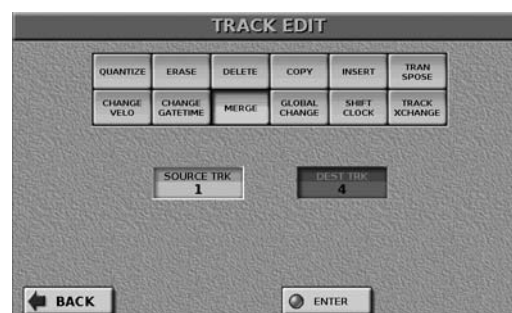 TRACK EDIT
QUANTIZE ERASE DELETE COPY INSERT TRAN
SPOSE
CHANGE
VELO CHANGE
GATETIME MERGE GLOBAL
CHANGE SHIFT
CLOCK TRACK
XCHANGE
SOURCE TRK
1
DEST TRK
4
BACK
ENTER